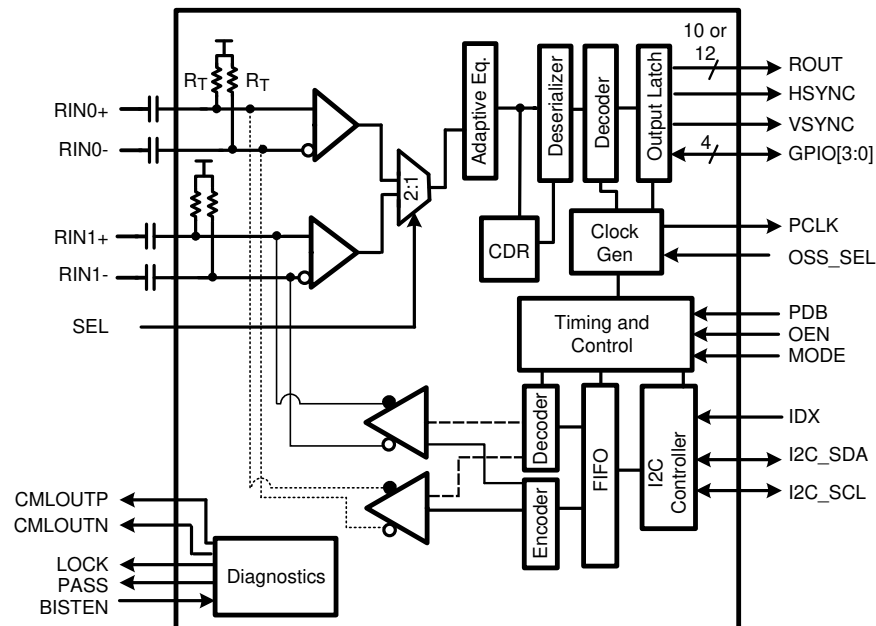 10 or
12
ROUT
HSYNC
VSYNC
4
GPIO[3:0]
RT
RT
RIN0+
RIN0-
Adaptive Eq.
Deserializer
Decoder
Output Latch
2:1
RIN1+
RIN1-
CDR
Clock
Gen
PCLK
OSS_SEL
SEL
Timing and
Control
PDB
OEN
MODE
Decoder
Encoder
FIFO
I2C
Controller
IDX
I2C_SDA
I2C_SCL
CMLOUTP
CMLOUTN
LOCK
PASS
BISTEN
Diagnostics